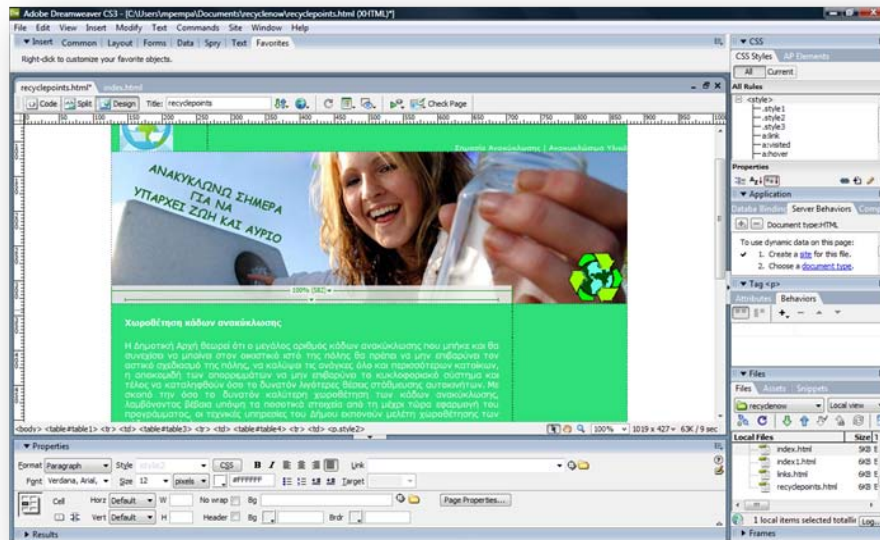 Adobe Dreamweaver CS3 - [C:\Users\mpempa\Documents\recyclenow\recyclepoints.html (XHTML)*]
File Edit View Insert Modify Text Commands Site Window Help
▼ Insert Common Layout Forms Data Spry Text Favorites
Right-click to customize your favorite objects.
recyclepoints.html* index.html
Code Split Design Title: recyclepoints Check Page
Σημεία Ανακύκλωσης | Ανακυκλώσιμα Υλικά
ΑΝΑΚΥΚΛΩΝΩ ΣΗΜΕΡΑ
ΓΙΑ ΝΑ
ΥΠΑΡΧΕΙ ΖΩΗ ΚΑΙ ΑΥΡΙΟ
100% (582)
Χωροθέτηση κάδων ανακύκλωσης
Η Δημοτική Αρχή θεωρεί ότι ο μεγάλος αριθμός κάδων ανακύκλωσης που μπήκε και θα
συνεχίσει να μπαίνει στον οικιστικό ιστό της πόλης θα πρέπει να μην επιβαρύνει τον
αστικό σχεδιασμό της πόλης, να καλύψει τις ανάγκες όλο και περισσότερων κατοίκων,
η αποκομιδή των απορριμμάτων να μην επιβαρύνει το κυκλοφοριακό σύστημα και
τέλος να καταληφθούν όσο το δυνατόν λιγότερες θέσεις στάθμευσης αυτοκινήτων. Με
σκοπό την όσο το δυνατόν καλύτερη χωροθέτηση των κάδων ανακύκλωσης,
λαμβάνοντας βέβαια υπόψη τα ποσοτικά στοιχεία από τη μέχρι τώρα εφαρμογή του
προγράμματος, οι τεχνικές υπηρεσίες του Δήμου εκπονούν μελέτη χωροθέτησης των
<body> <table#table1> <tr> <td> <table#table3> <tr> <td> <table#table4> <tr> <td> <p.style2>
100% 1019 x 427 63K / 9 sec
▼ Properties
Format Paragraph Style style2 CSS B I Link
Font Verdana, Arial, Size 12 pixels #FFFFFF Target
Cell Horz Default W No wrap Bg Page Properties...
Vert Default H Header Bg Brdr
▶ Results
▼ CSS
CSS Styles AP Elements
All Current
All Rules
<style>
.style1
.style2
.style3
a:link
a:visited
a:hover
Properties
▼ Application
Server Behaviors
Document type:HTML
To use dynamic data on this page:
1. Create a site for this file.
2. Choose a document type.
▼ Tag <p>
Attributes Behaviors
▼ Files
Files Assets Snippets
recyclenow Local view
Local Files Size
index.html 5KB
index1.html 6KB
links.html 6KB
recyclepoints.html 6KB
1 local items selected Log...
▶ Frames